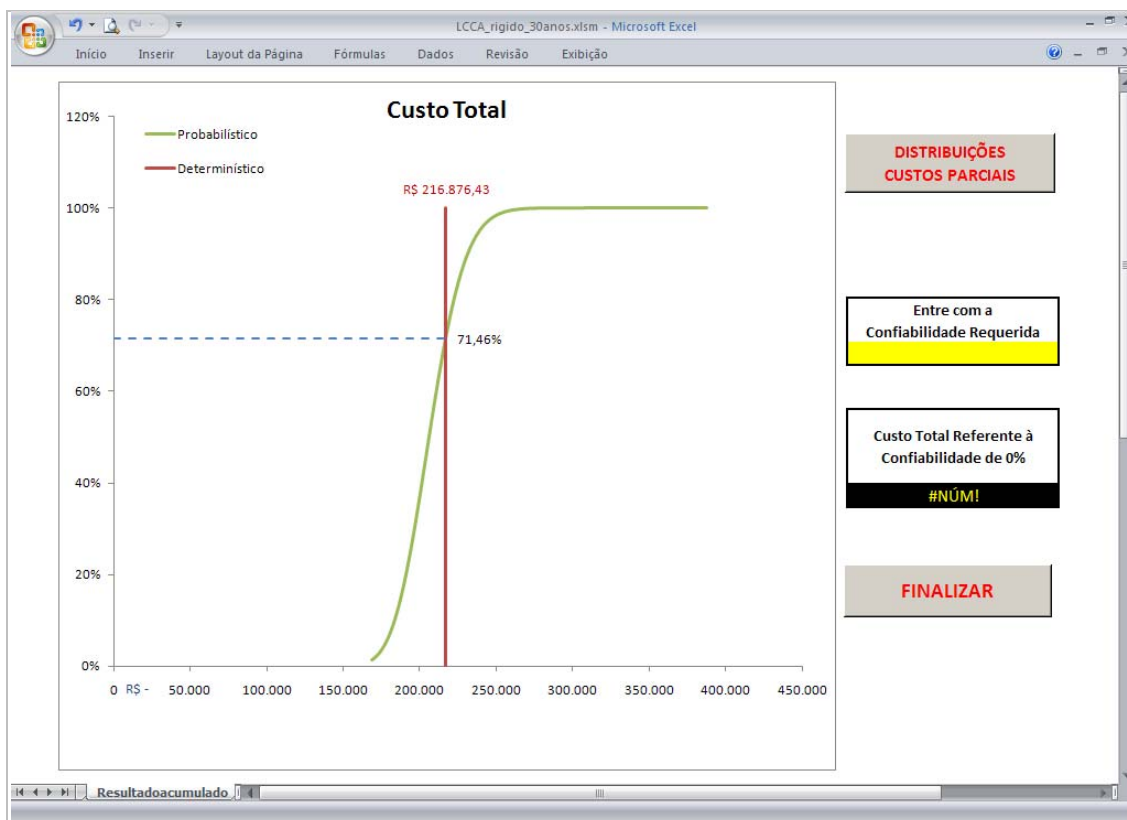 LCCA_rigido_30anos.xlsm - Microsoft Excel
Início Inserir Layout da Página Fórmulas Dados Revisão Exibição
Custo Total
120%
Probabilístico
Determinístico
R$ 216.876,43
100%
80%
71,46%
60%
40%
20%
0%
0 R$ - 50.000 100.000 150.000 200.000 250.000 300.000 350.000 400.000 450.000
DISTRIBUIÇÕES
CUSTOS PARCIAIS
Entre com a
Confiabilidade Requerida
Custo Total Referente à
Confiabilidade de 0%
#NÚM!
FINALIZAR
Resultadoacumulado